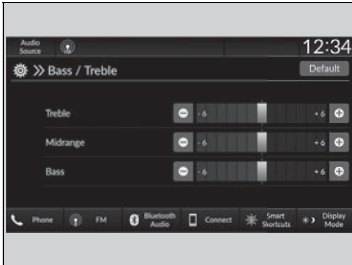 Audio Source 12:34
>> Bass / Treble Default
Treble -6 +6
Midrange -6 +6
Bass -6 +6
Phone FM Bluetooth Audio Connect Smart Shortcuts Display Mode